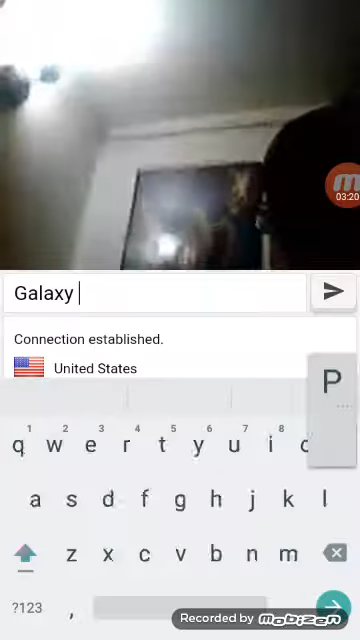 03:20
Galaxy
Connection established.
United States
P
1 2 3 4 5 6 7 8
q w e r t y u i
a s d f g h j k l
z x c v b n m
?123 ,
Recorded by mobizen